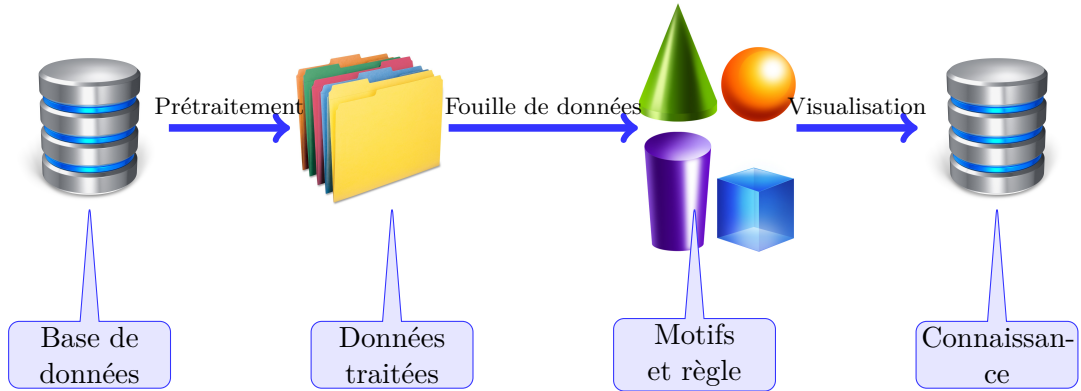 Prétraitement
Fouille de données
Visualisation
Base de
données
Données
traitées
Motifs
et règle
Connaissan-
ce